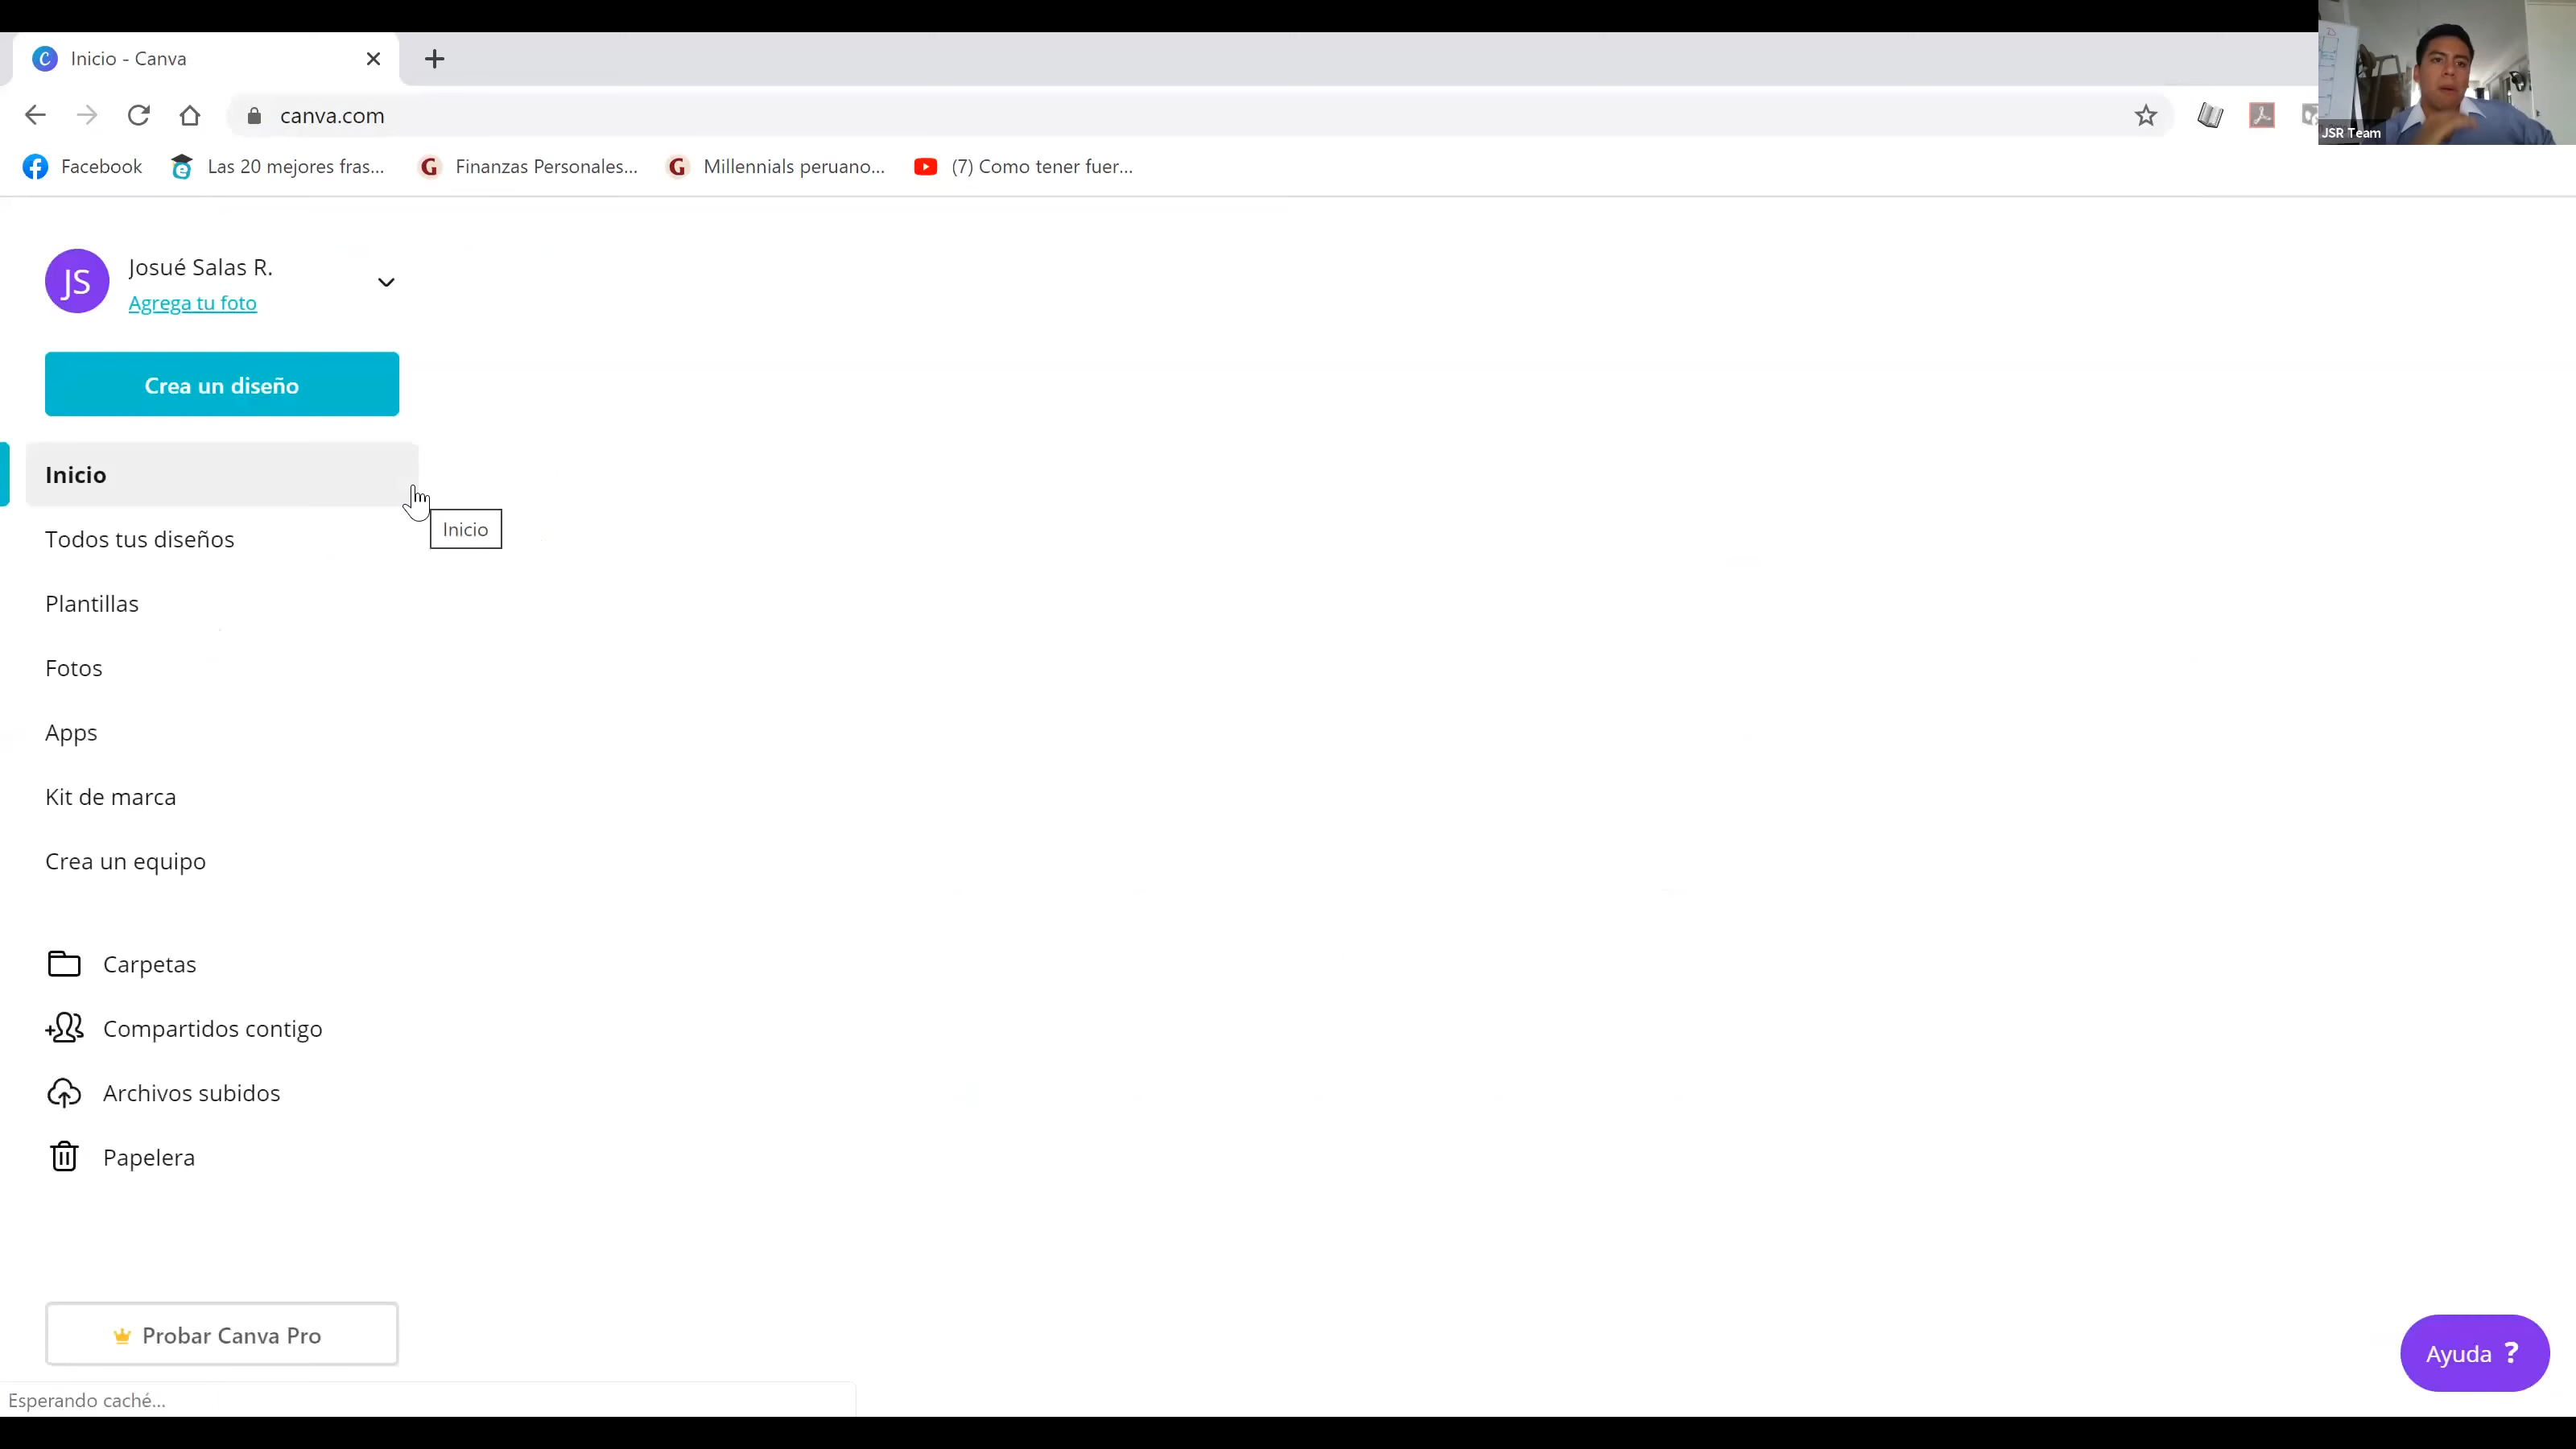 Inicio - Canva
canva.com
JSR Team
Facebook
Las 20 mejores fras...
G
Finanzas Personales...
G
Millennials peruano...
(7) Como tener fuer...
JS
Josué Salas R.
Agrega tu foto
Crea un diseño
Inicio
Inicio
Todos tus diseños
Plantillas
Fotos
Apps
Kit de marca
Crea un equipo
Carpetas
Compartidos contigo
Archivos subidos
Papelera
Probar Canva Pro
Ayuda ?
Esperando caché...